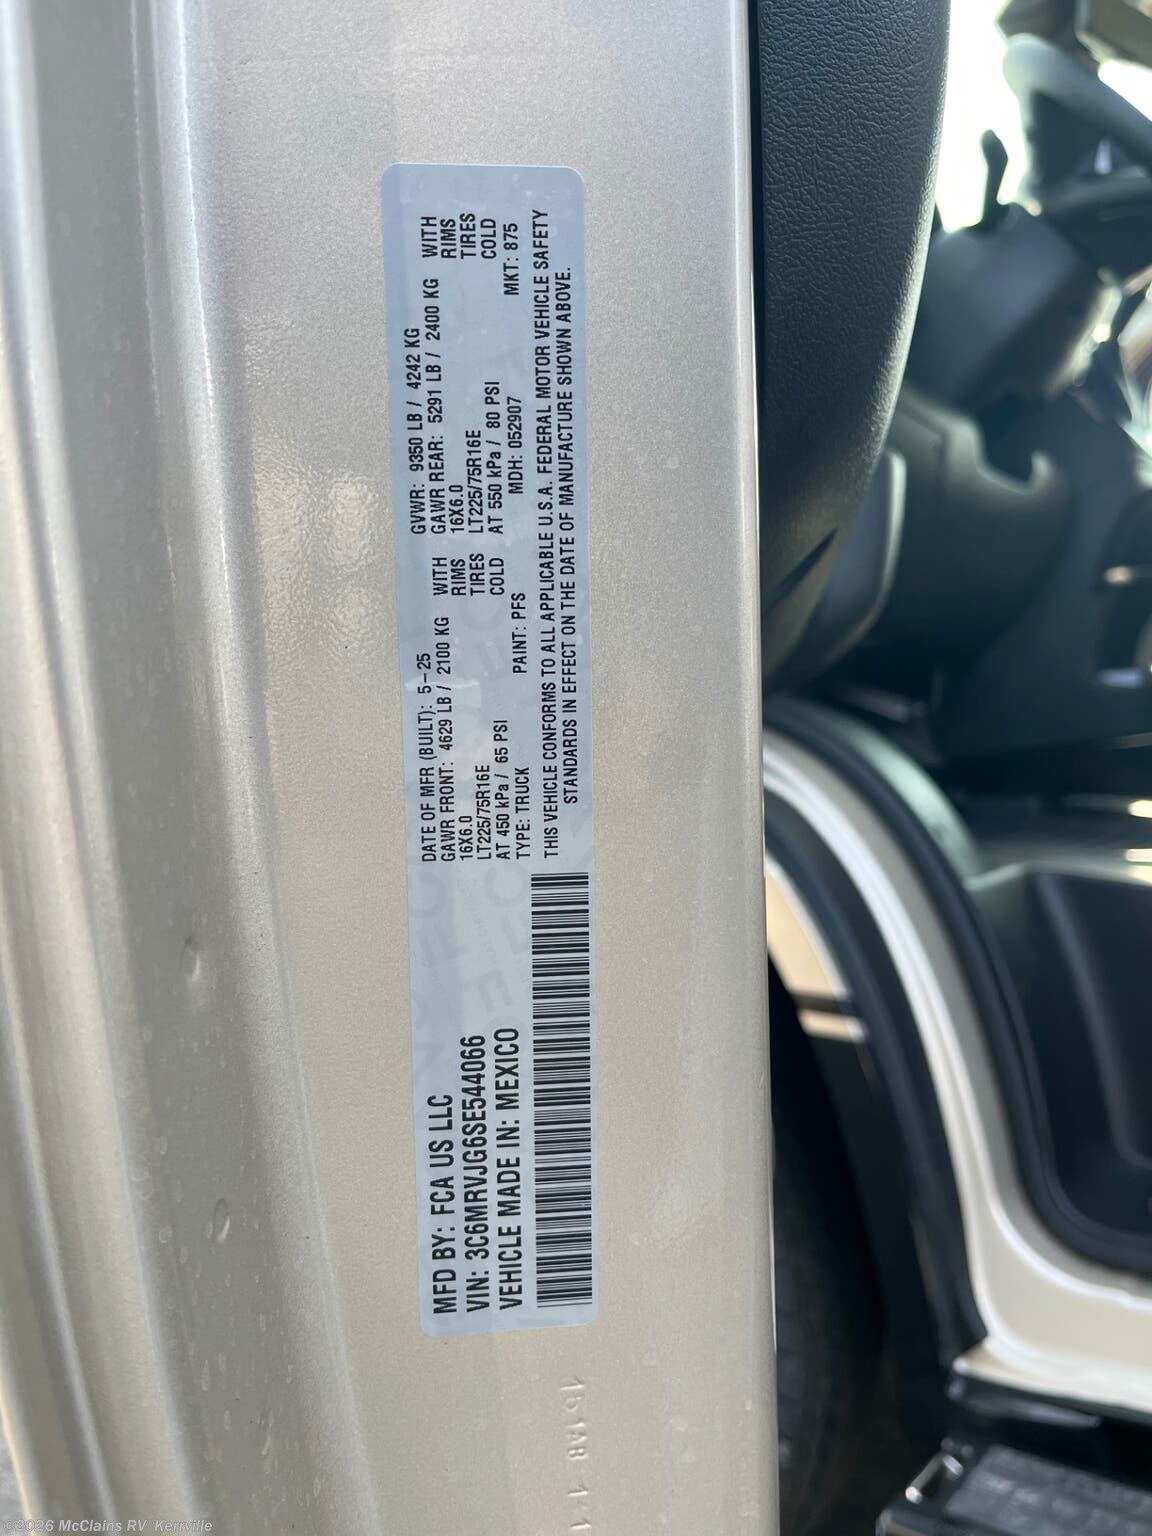 MFD BY: FCA US LLC
VIN: 3C6MRVJG6SE544066
VEHICLE MADE IN: MEXICO
DATE OF MFR (BUILT): 5-25 GVWR: 9350 LB / 4242 KG
GAWR FRONT: 4629 LB / 2100 KG WITH GAWR REAR: 5291 LB / 2400 KG WITH
16X6.0 RIMS 16X6.0 RIMS
LT225/75R16E TIRES LT225/75R16E TIRES
AT 450 kPa / 65 PSI COLD AT 550 kPa / 80 PSI COLD
TYPE: TRUCK PAINT: PFS MDH: 052907 MKT: 875
THIS VEHICLE CONFORMS TO ALL APPLICABLE U.S.A. FEDERAL MOTOR VEHICLE SAFETY
STANDARDS IN EFFECT ON THE DATE OF MANUFACTURE SHOWN ABOVE.
©2026 McClains RV Kerrville